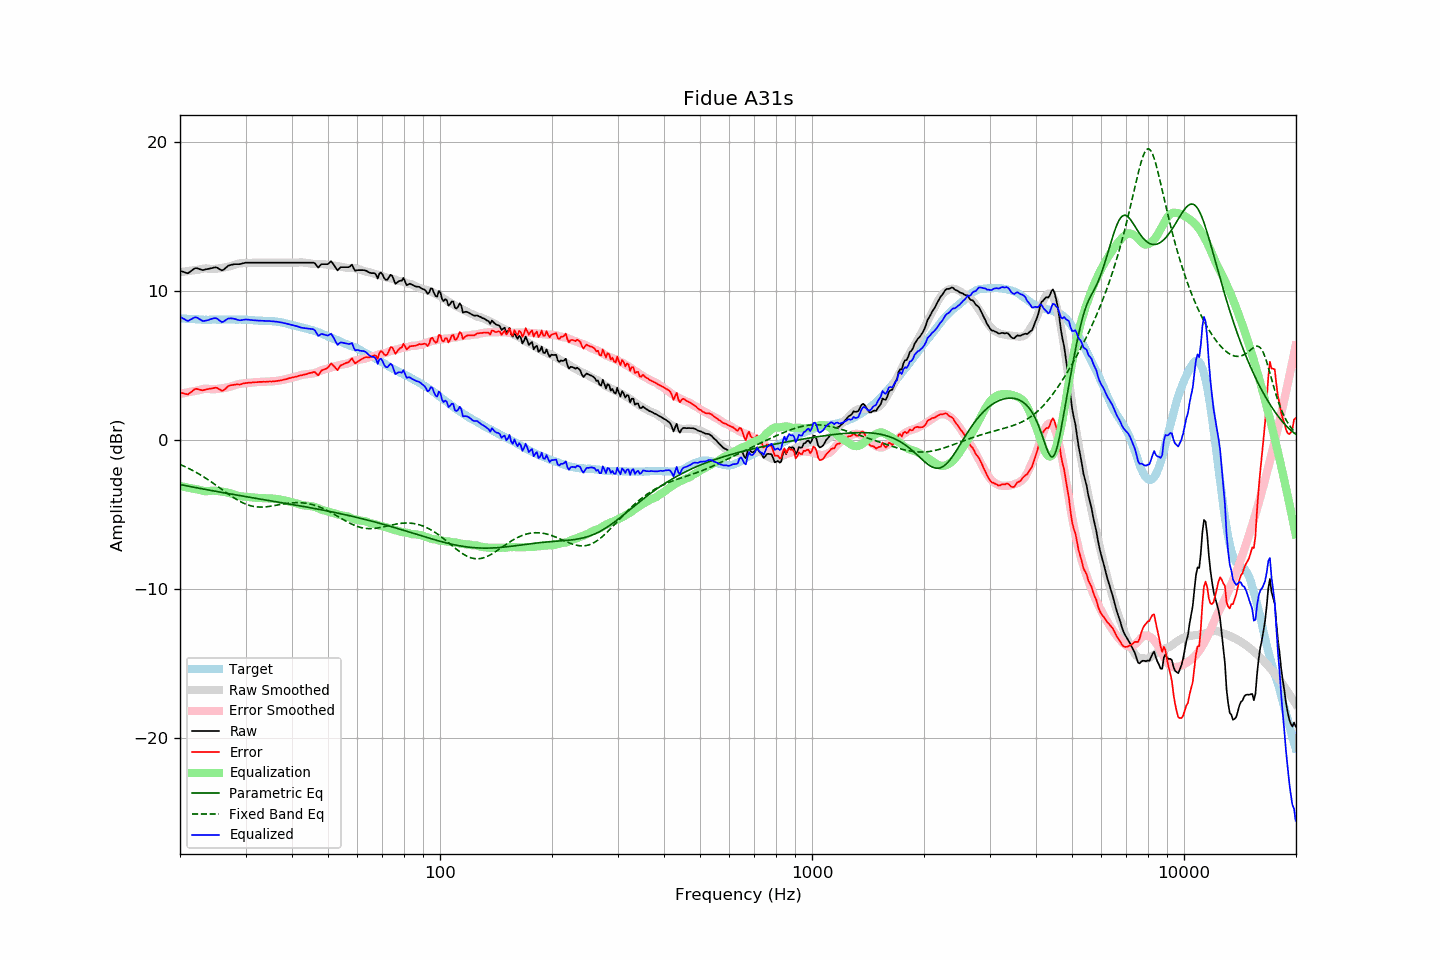 Fidue A31s
20
10
0
−10
−20
Amplitude (dBr)
100
1000
10000
Frequency (Hz)
Target
Raw Smoothed
Error Smoothed
Raw
Error
Equalization
Parametric Eq
Fixed Band Eq
Equalized